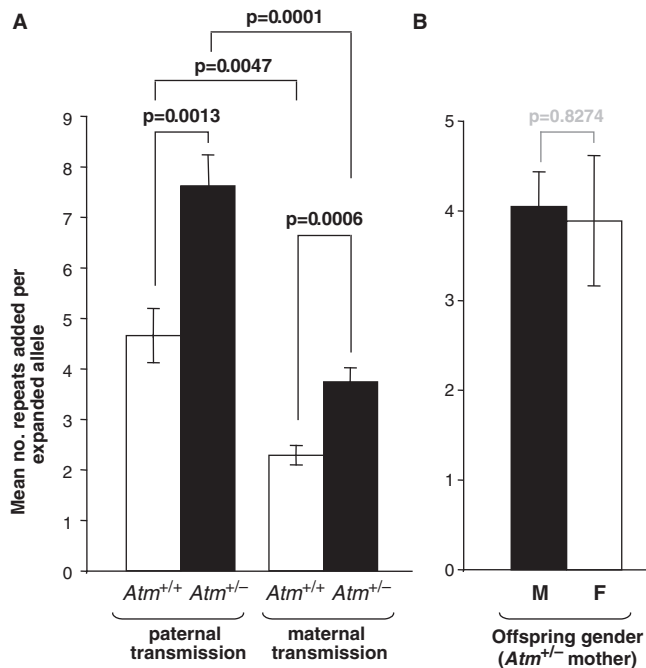 A
p=0.0001
p=0.0047
p=0.0013
p=0.0006
Mean no. repeats added per
expanded allele
9
8
7
6
5
4
3
2
1
0
Atm+/+ Atm+/– Atm+/+ Atm+/–
paternal
transmission
maternal
transmission
B
p=0.8274
5
4
3
2
1
0
M F
Offspring gender
(Atm+/– mother)